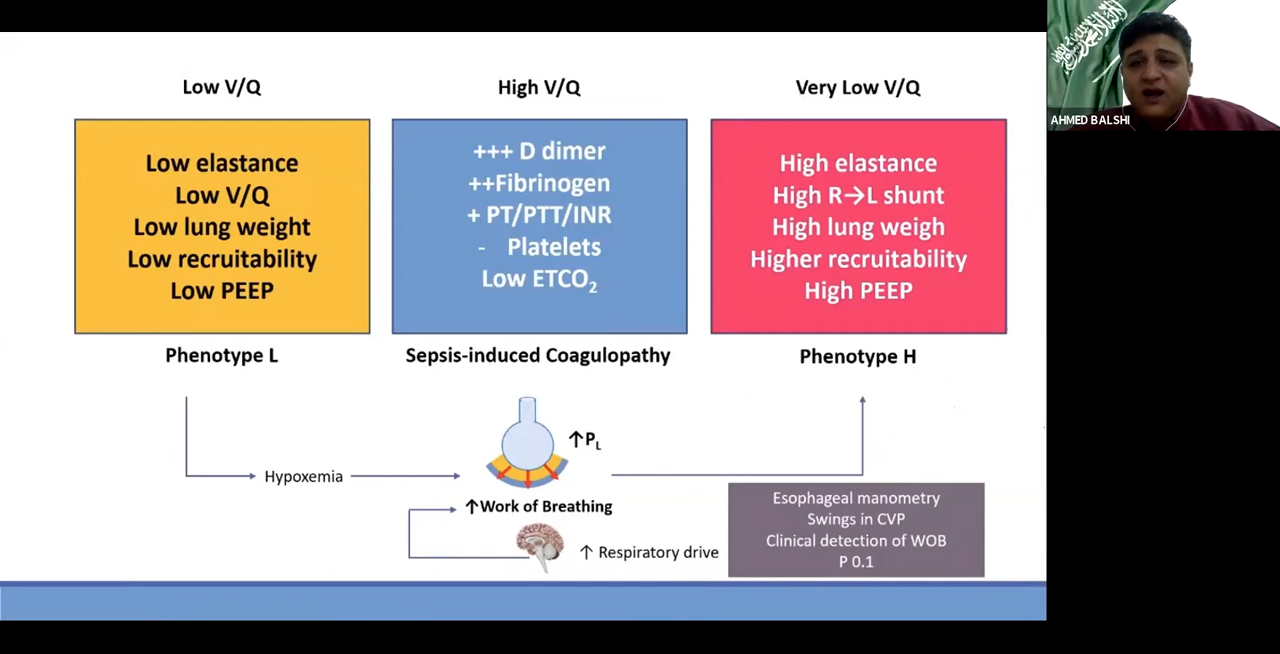 Low V/Q
High V/Q
Very Low V/Q
Low elastance
Low V/Q
Low lung weight
Low recruitability
Low PEEP
+++ D dimer
++Fibrinogen
+ PT/PTT/INR
- Platelets
Low ETCO₂
High elastance
High R→L shunt
High lung weigh
Higher recruitability
High PEEP
Phenotype L
Sepsis-induced Coagulopathy
Phenotype H
↑P_L
Hypoxemia
↑Work of Breathing
↑ Respiratory drive
Esophageal manometry
Swings in CVP
Clinical detection of WOB
P 0.1
AHMED BALSHI